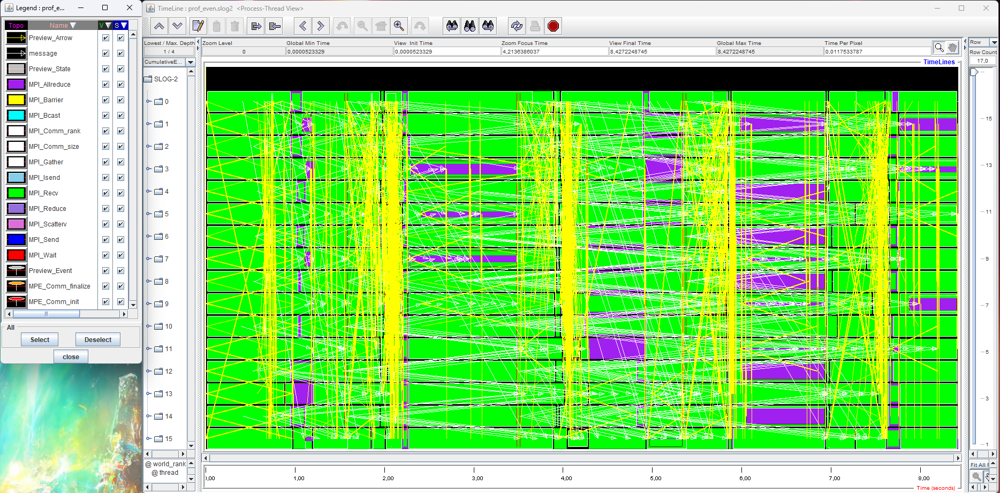 Legend : prof_e...
Topo Name V S
Preview_Arrow
message
Preview_State
MPI_Allreduce
MPI_Barrier
MPI_Bcast
MPI_Comm_rank
MPI_Comm_size
MPI_Gather
MPI_Isend
MPI_Recv
MPI_Reduce
MPI_Scatterv
MPI_Send
MPI_Wait
Preview_Event
MPE_Comm_finalize
MPE_Comm_init
All
Select Deselect
close
TimeLine : prof_even.slog2 <Process-Thread View>
Lowest / Max. Depth
1 / 4
Zoom Level
0
Global Min Time
0,0000523329
View Init Time
0,0000523329
Zoom Focus Time
4,2136386037
View Final Time
8,4272248745
Global Max Time
8,4272248745
Time Per Pixel
0,0117533787
Row
Row Count
17,0
CumulativeE...
TimeLines
SLOG-2
0
1
2
3
4
5
6
7
8
9
10
11
12
13
14
15
@ world_rank
@ thread
15
13
11
9
7
5
3
1
Fit All
0,00 1,00 2,00 3,00 4,00 5,00 6,00 7,00 8,00
Time (seconds)